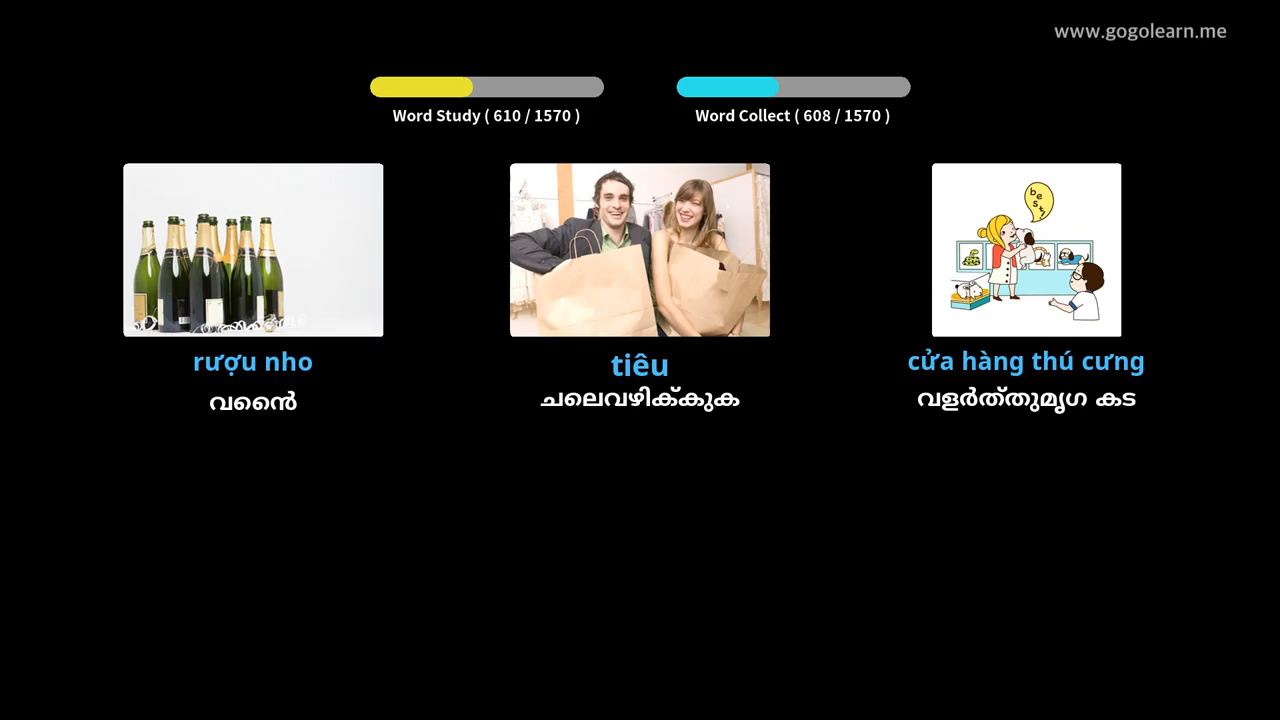 www.gogolearn.me
Word Study ( 610 / 1570 )
Word Collect ( 608 / 1570 )
best
rượu nho
tiêu
cửa hàng thú cưng
വൈൻ
ചെലവഴിക്കുക
വളർത്തുമൃഗ കട